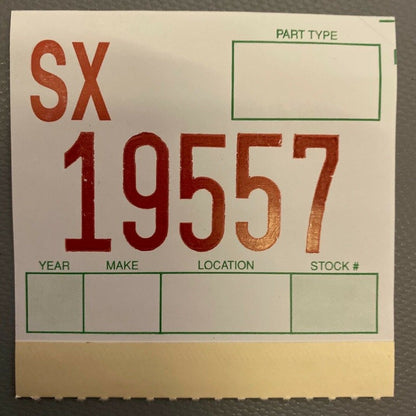 PART TYPE
SX
19557
YEAR MAKE LOCATION STOCK #